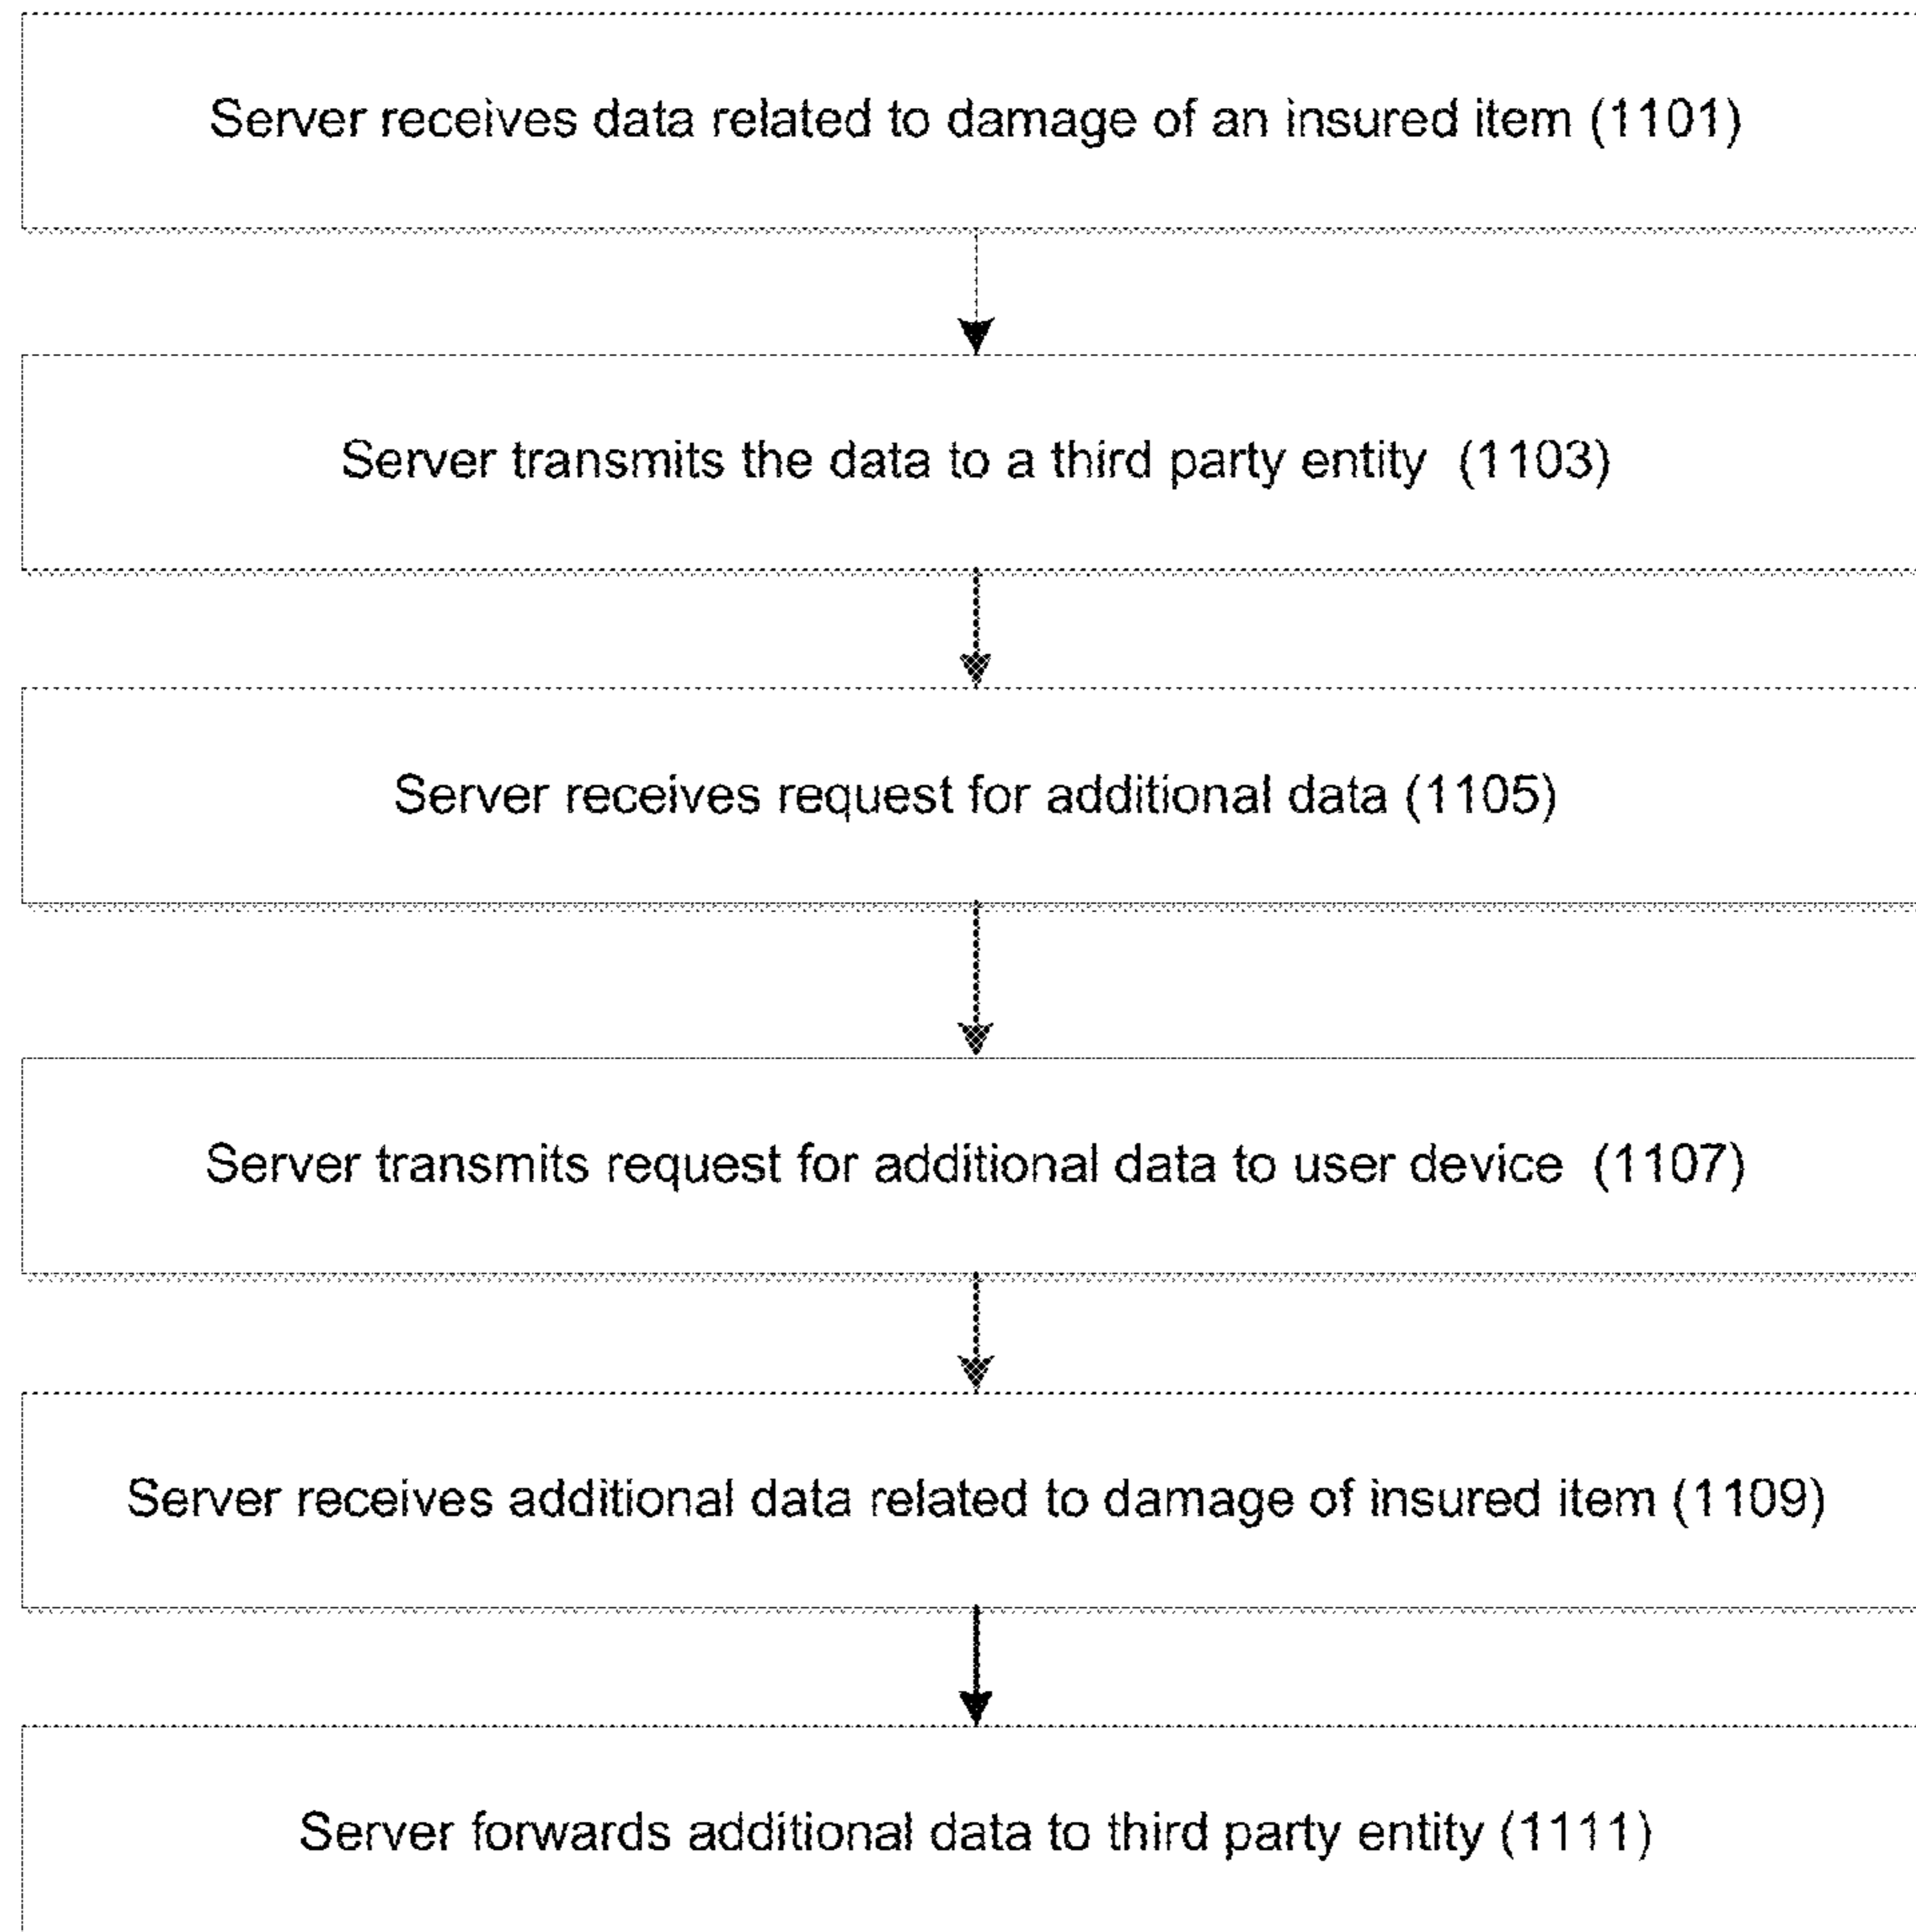 Server receives data related to damage of an insured item (1101)
Server transmits the data to a third party entity (1103)
Server receives request for additional data (1105)
Server transmits request for additional data to user device (1107)
Server receives additional data related to damage of insured item (1109)
Server forwards additional data to third party entity (1111)